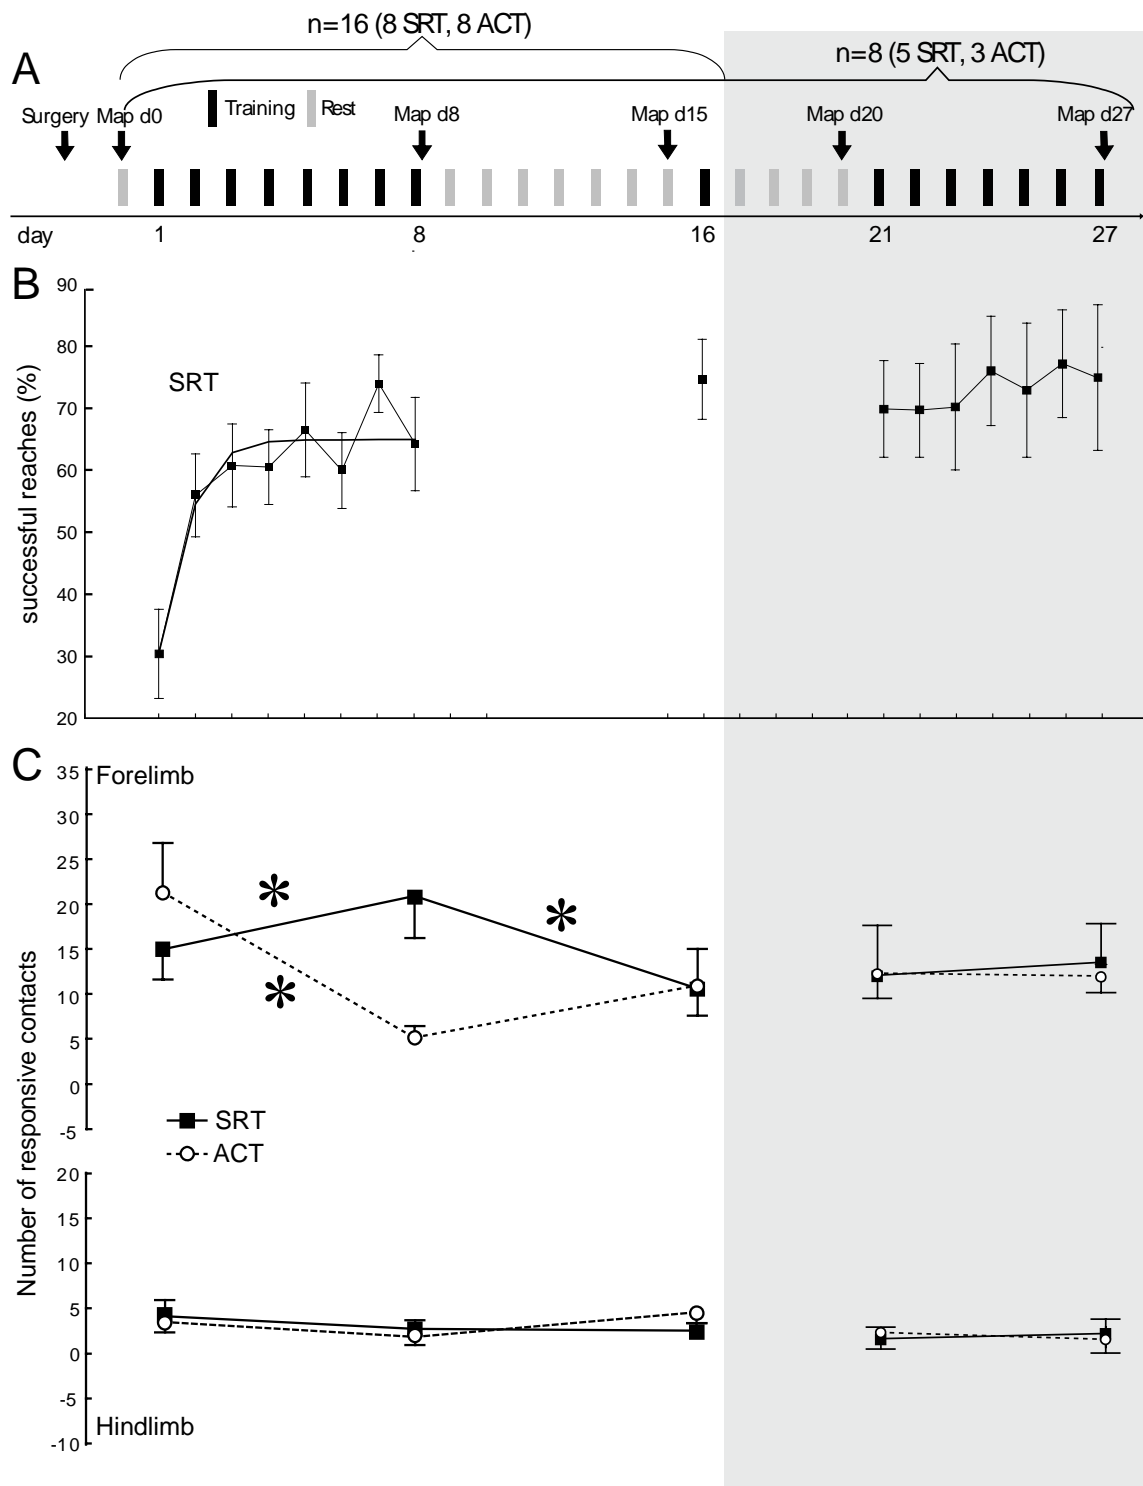 n=16 (8 SRT, 8 ACT)
n=8 (5 SRT, 3 ACT)
A
Training
Rest
Surgery
Map d0
Map d8
Map d15
Map d20
Map d27
day
1
8
16
21
27
B
90
80
70
60
50
40
30
20
successful reaches (%)
SRT
C
35
30
25
20
15
10
5
0
-5
Forelimb
Number of responsive contacts
SRT
ACT
20
15
10
5
0
-5
-10
Hindlimb